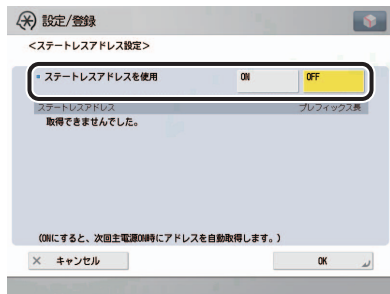 設定/登録
<ステートレスアドレス設定>
▪ ステートレスアドレスを使用 ON OFF
ステートレスアドレス プレフィックス長
取得できませんでした。
(ONにすると、次回主電源ON時にアドレスを自動取得します。)
× キャンセル OK